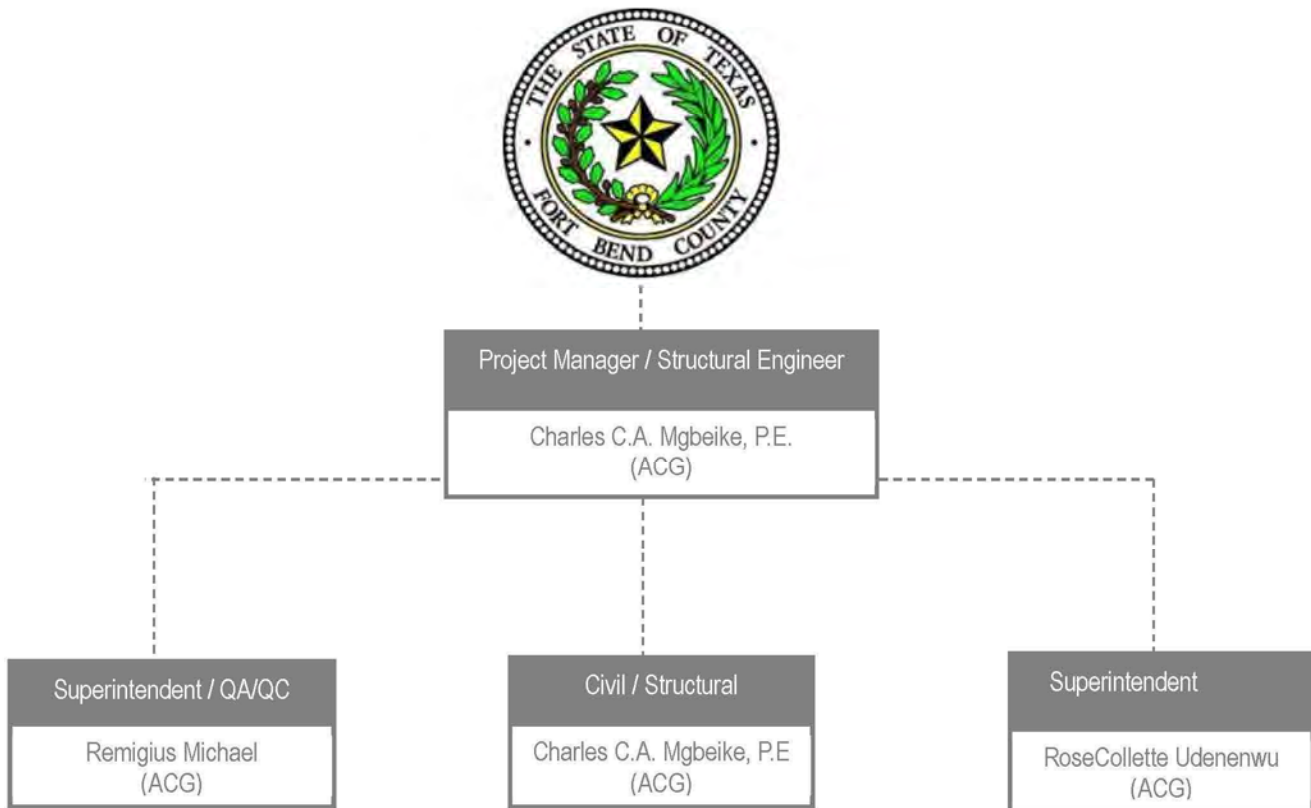 THE STATE OF TEXAS
FORT BEND COUNTY
Project Manager / Structural Engineer
Charles C.A. Mgbeike, P.E.
(ACG)
Superintendent / QA/QC
Remigius Michael
(ACG)
Civil / Structural
Charles C.A. Mgbeike, P.E
(ACG)
Superintendent
RoseCollette Udenenwu
(ACG)